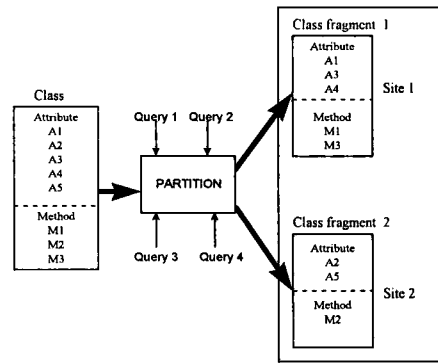 Class
Attribute
A1
A2
A3
A4
A5
Method
M1
M2
M3
Query 1 Query 2
PARTITION
Query 3 Query 4
Class fragment 1
Attribute
A1
A3
A4
Site 1
Method
M1
M3
Class fragment 2
Attribute
A2
A5
Site 2
Method
M2